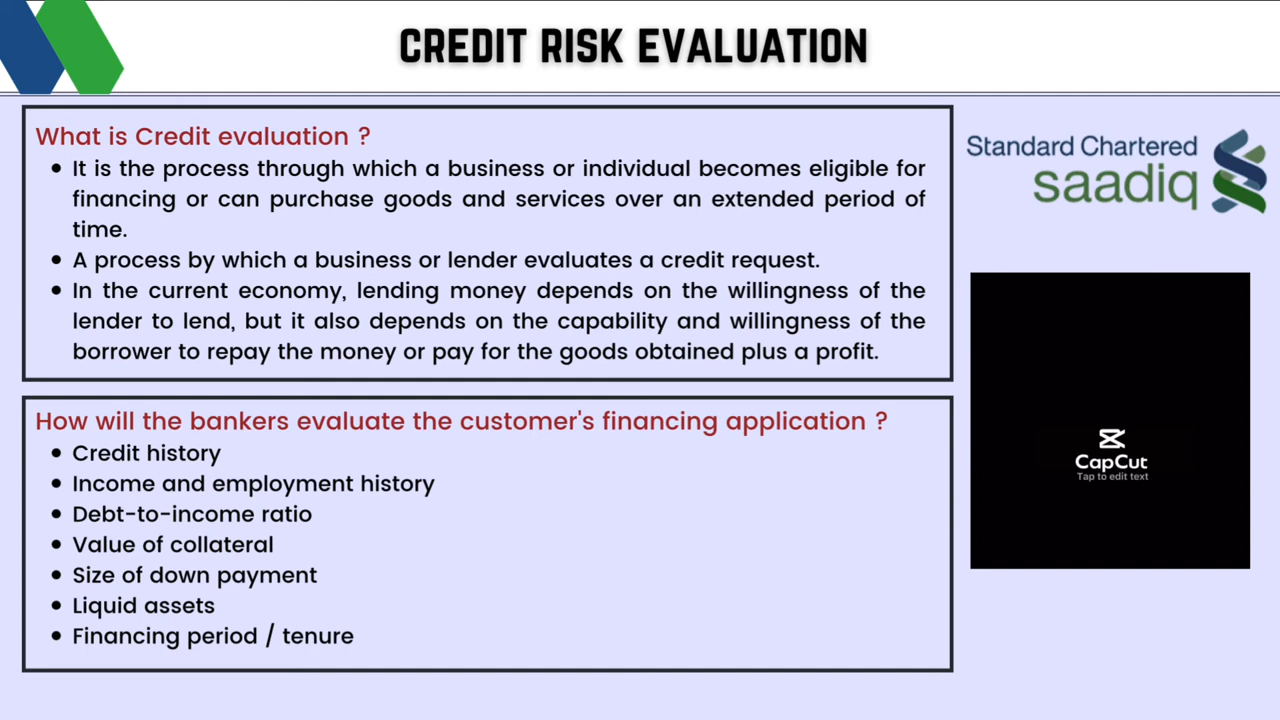 CREDIT RISK EVALUATION
What is Credit evaluation ?
• It is the process through which a business or individual becomes eligible for
financing or can purchase goods and services over an extended period of
time.
• A process by which a business or lender evaluates a credit request.
• In the current economy, lending money depends on the willingness of the
lender to lend, but it also depends on the capability and willingness of the
borrower to repay the money or pay for the goods obtained plus a profit.
How will the bankers evaluate the customer's financing application ?
• Credit history
• Income and employment history
• Debt-to-income ratio
• Value of collateral
• Size of down payment
• Liquid assets
• Financing period / tenure
Standard Chartered
saadiq
CapCut
Tap to edit text